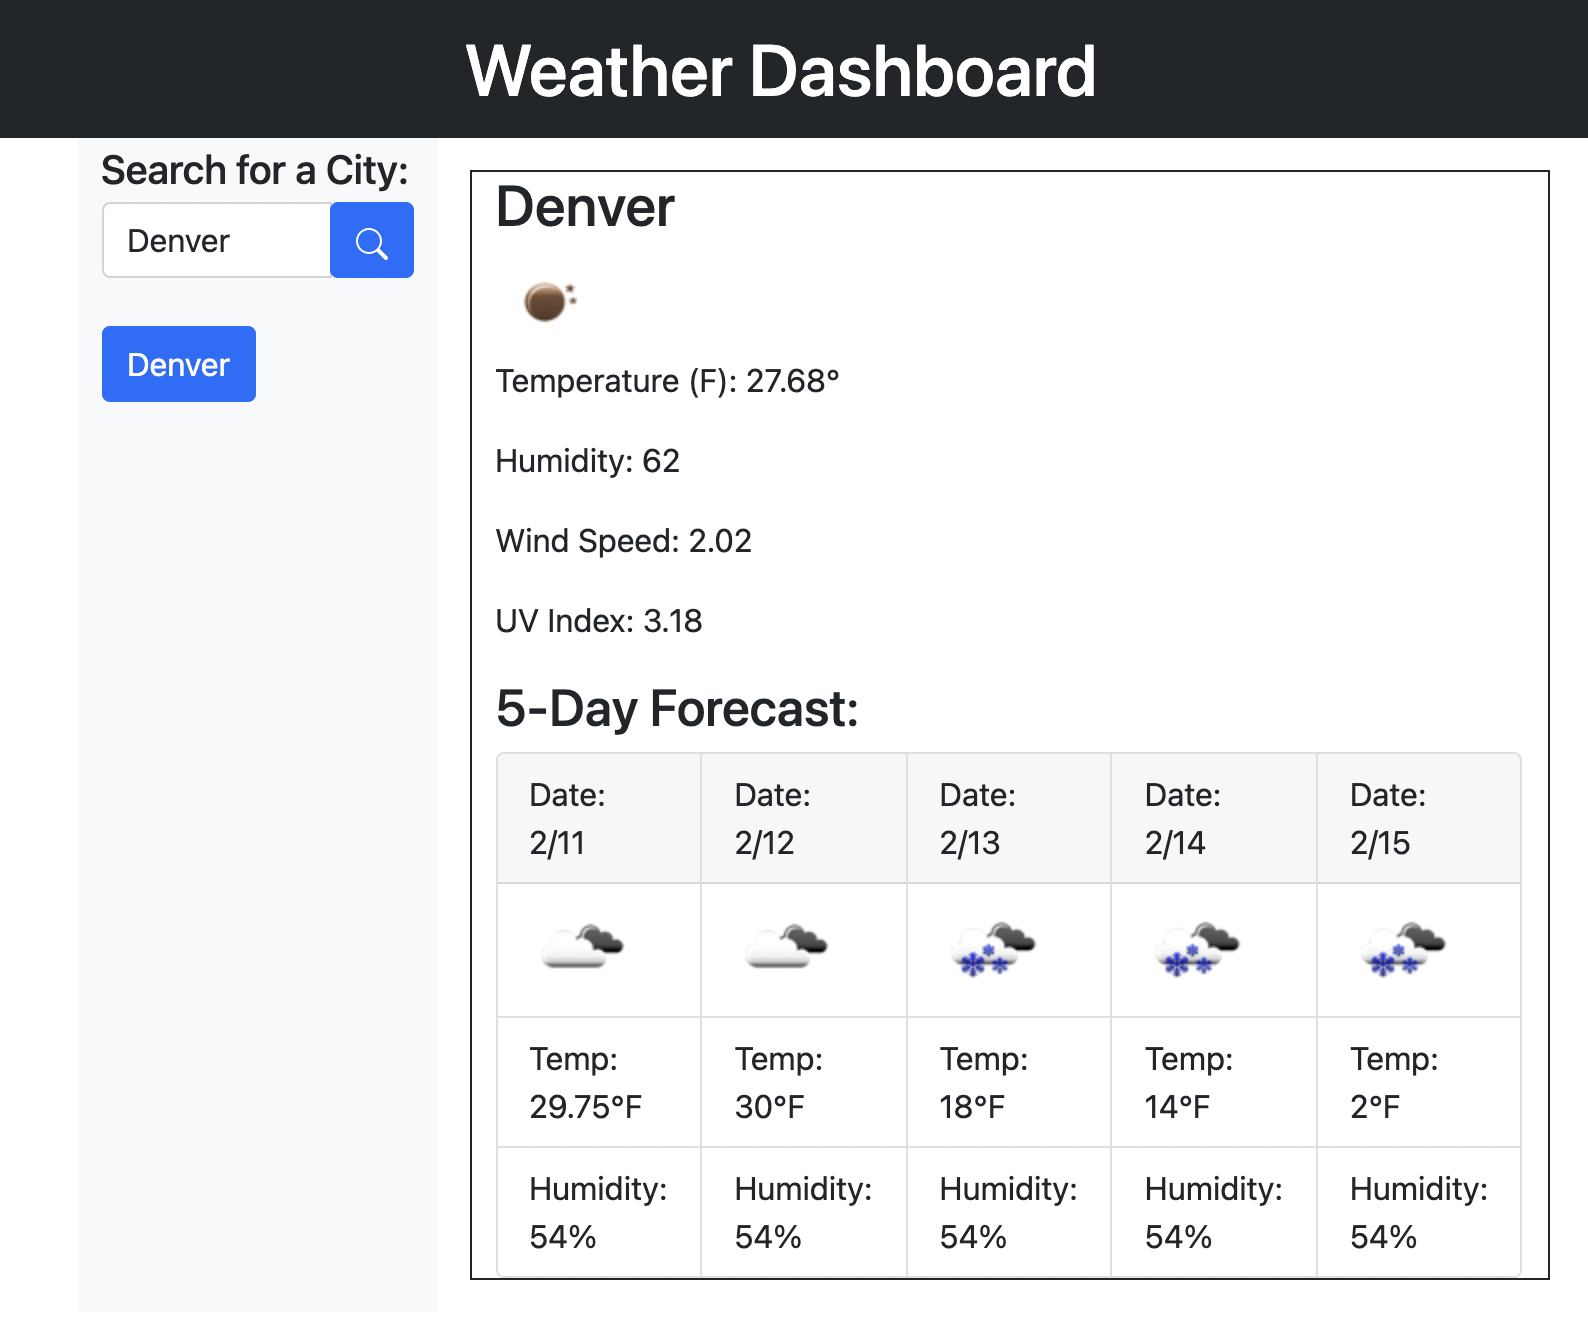 Weather Dashboard
Search for a City:
Denver
Denver
Denver
Temperature (F): 27.68°
Humidity: 62
Wind Speed: 2.02
UV Index: 3.18
5-Day Forecast:
Date:
2/11
Date:
2/12
Date:
2/13
Date:
2/14
Date:
2/15
Temp:
29.75°F
Temp:
30°F
Temp:
18°F
Temp:
14°F
Temp:
2°F
Humidity:
54%
Humidity:
54%
Humidity:
54%
Humidity:
54%
Humidity:
54%